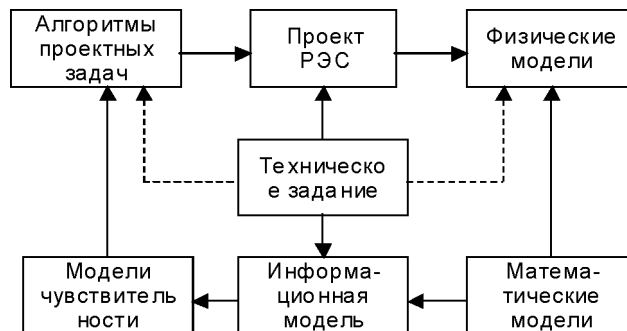 Алгоритмы
проектных
задач
Проект
РЭС
Физические
модели
Техническо
е задание
Модели
чувствитель
ности
Информа-
ционная
модель
Матема-
тические
модели